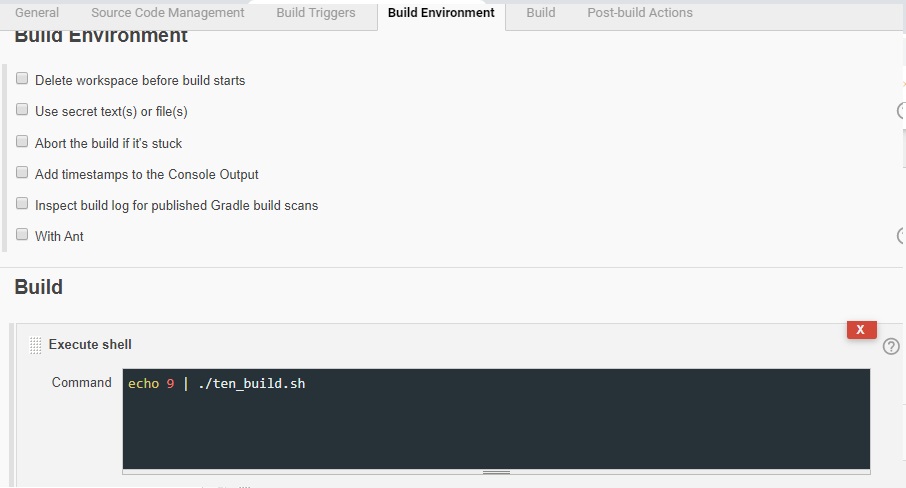 General Source Code Management Build Triggers Build Environment Build Post-build Actions
Build Environment
Delete workspace before build starts
Use secret text(s) or file(s)
Abort the build if it's stuck
Add timestamps to the Console Output
Inspect build log for published Gradle build scans
With Ant
Build
X
Execute shell
?
Command
echo 9 | ./ten_build.sh